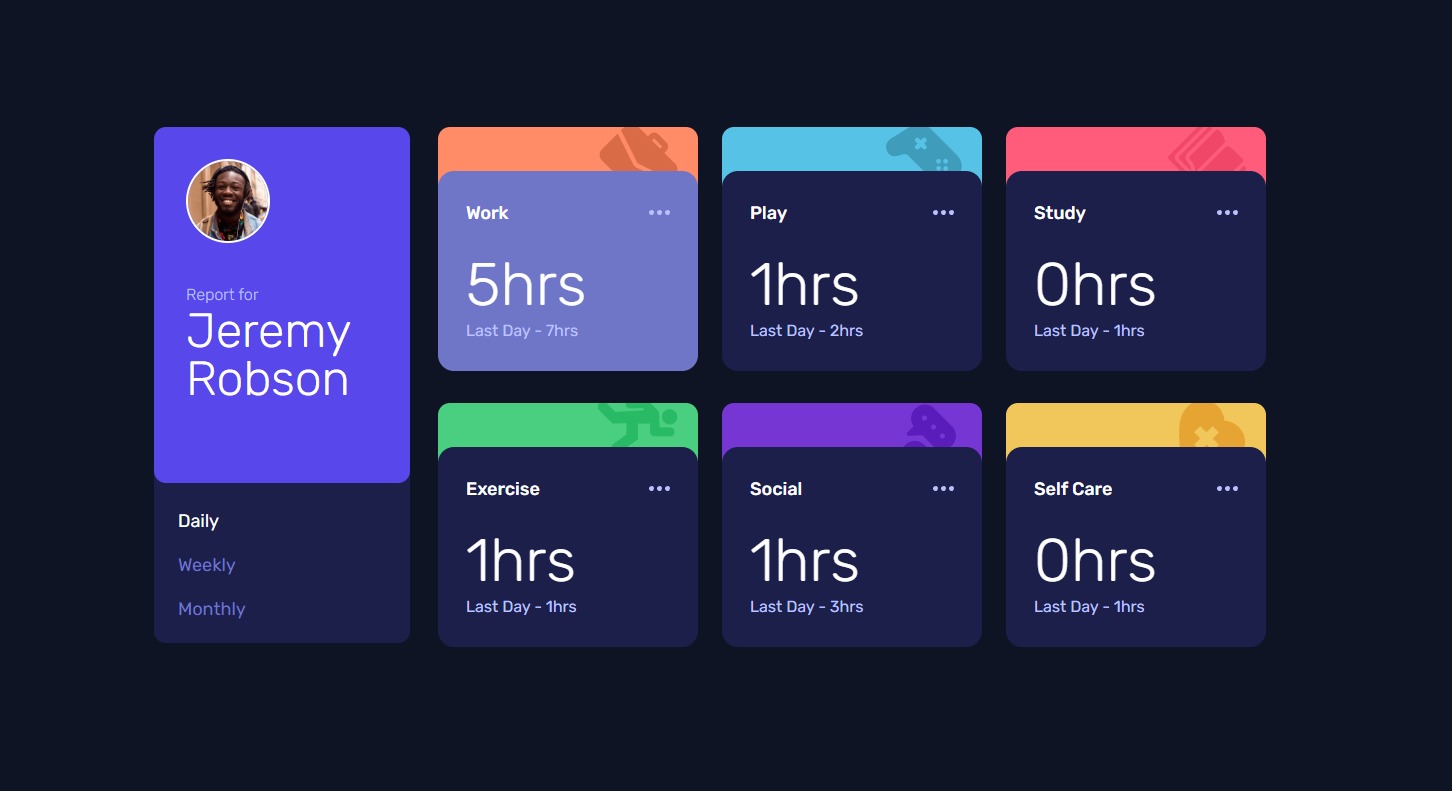 Report for
Jeremy
Robson
Daily
Weekly
Monthly
Work
5hrs
Last Day - 7hrs
Play
1hrs
Last Day - 2hrs
Study
0hrs
Last Day - 1hrs
Exercise
1hrs
Last Day - 1hrs
Social
1hrs
Last Day - 3hrs
Self Care
0hrs
Last Day - 1hrs